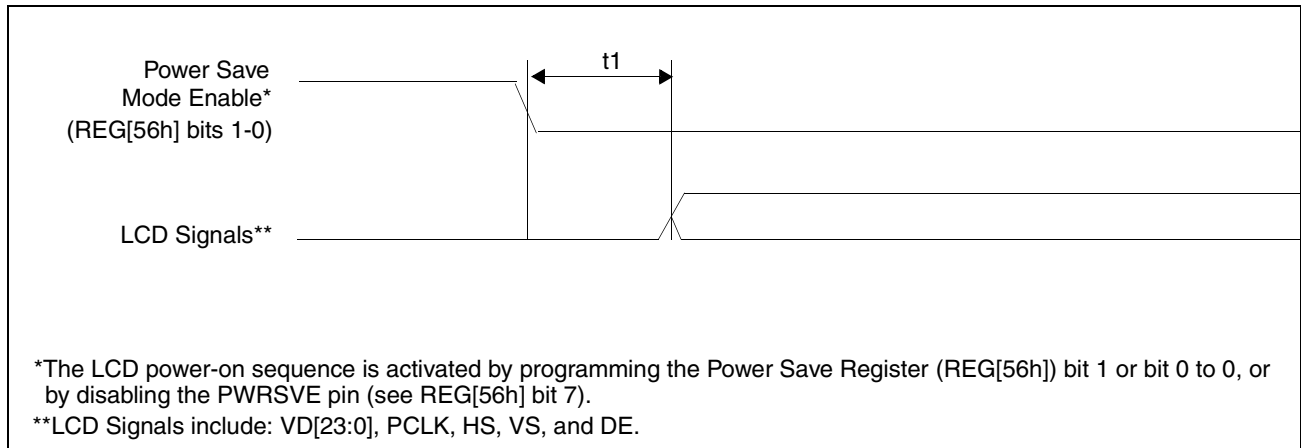 t1
Power Save
Mode Enable*
(REG[56h] bits 1-0)
LCD Signals**
*The LCD power-on sequence is activated by programming the Power Save Register (REG[56h]) bit 1 or bit 0 to 0, or
by disabling the PWRSVE pin (see REG[56h] bit 7).
**LCD Signals include: VD[23:0], PCLK, HS, VS, and DE.